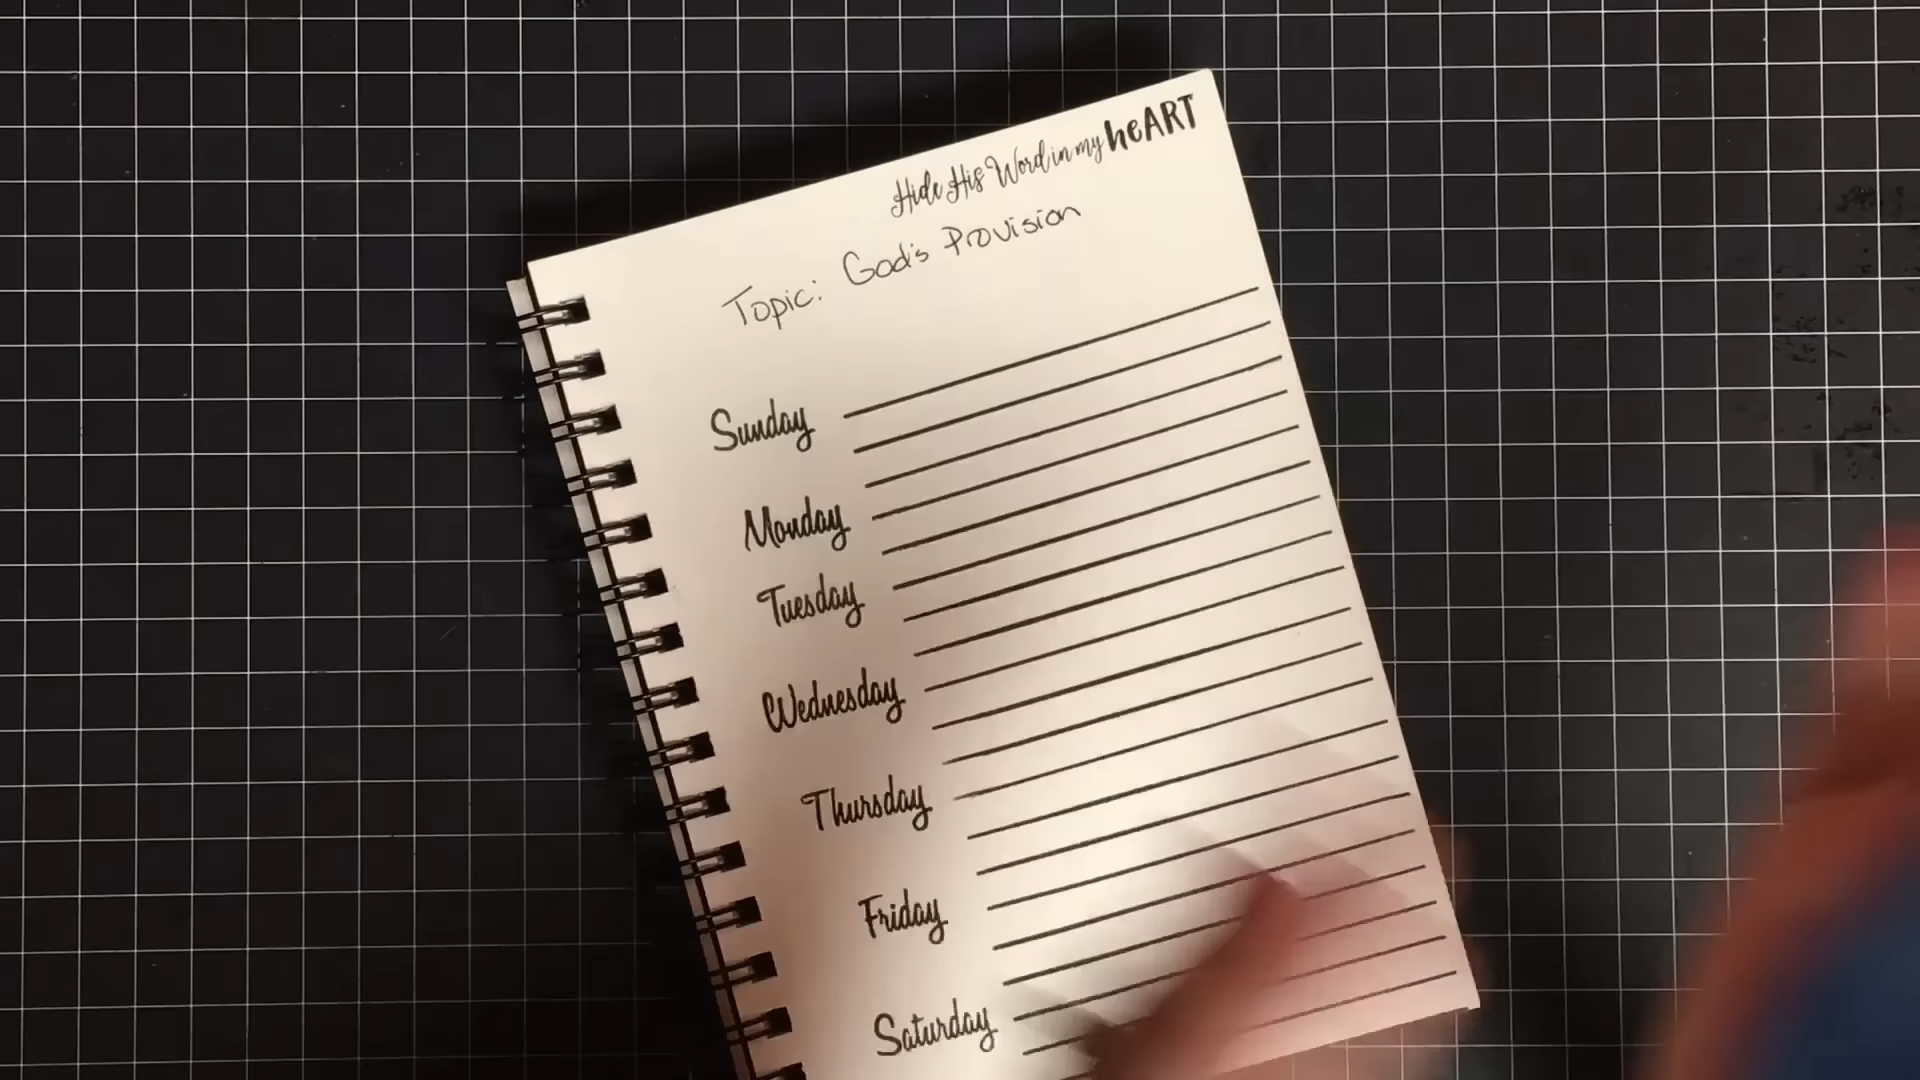 Hide His Word in my heART
Topic: God's Provision
Sunday
Monday
Tuesday
Wednesday
Thursday
Friday
Saturday